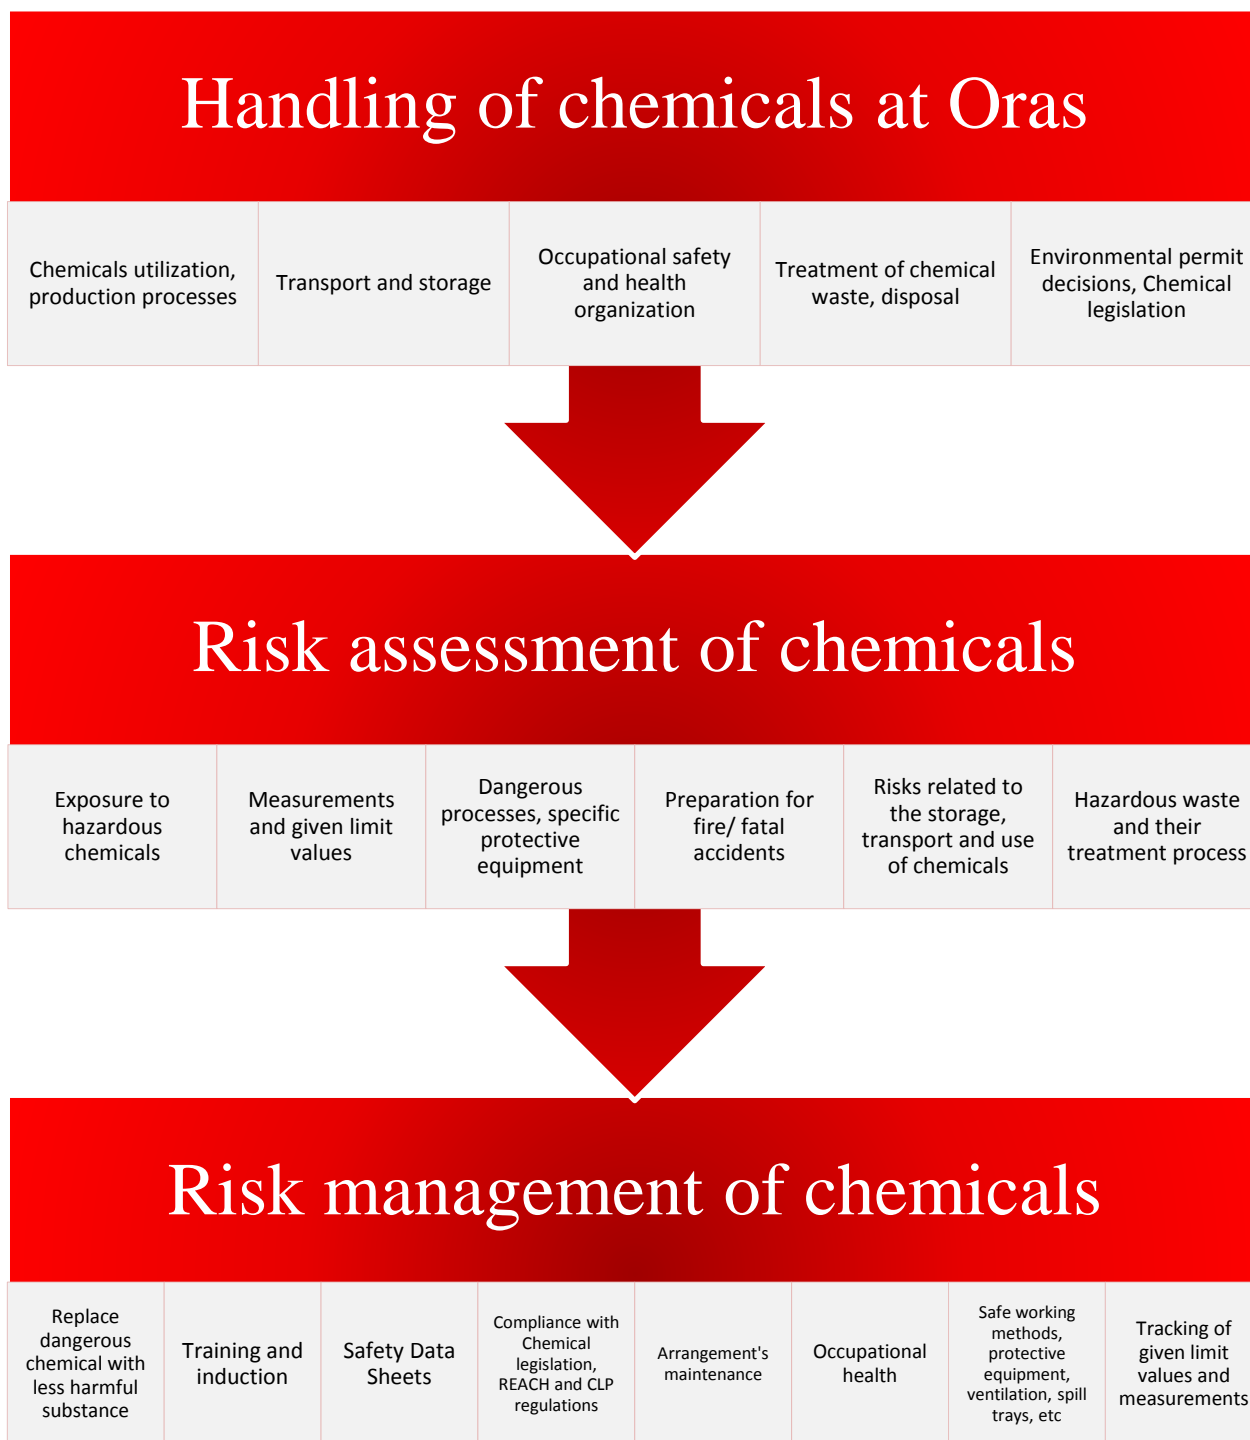 Handling of chemicals at Oras
Chemicals utilization,
production processes
Transport and storage
Occupational safety
and health
organization
Treatment of chemical
waste, disposal
Environmental permit
decisions, Chemical
legislation
Risk assessment of chemicals
Exposure to
hazardous
chemicals
Measurements
and given limit
values
Dangerous
processes, specific
protective
equipment
Preparation for
fire/ fatal
accidents
Risks related to
the storage,
transport and use
of chemicals
Hazardous waste
and their
treatment process
Risk management of chemicals
Replace
dangerous
chemical with
less harmful
substance
Training and
induction
Safety Data
Sheets
Compliance with
Chemical
legislation,
REACH and CLP
regulations
Arrangement's
maintenance
Occupational
health
Safe working
methods,
protective
equipment,
ventilation, spill
trays, etc
Tracking of
given limit
values and
measurements